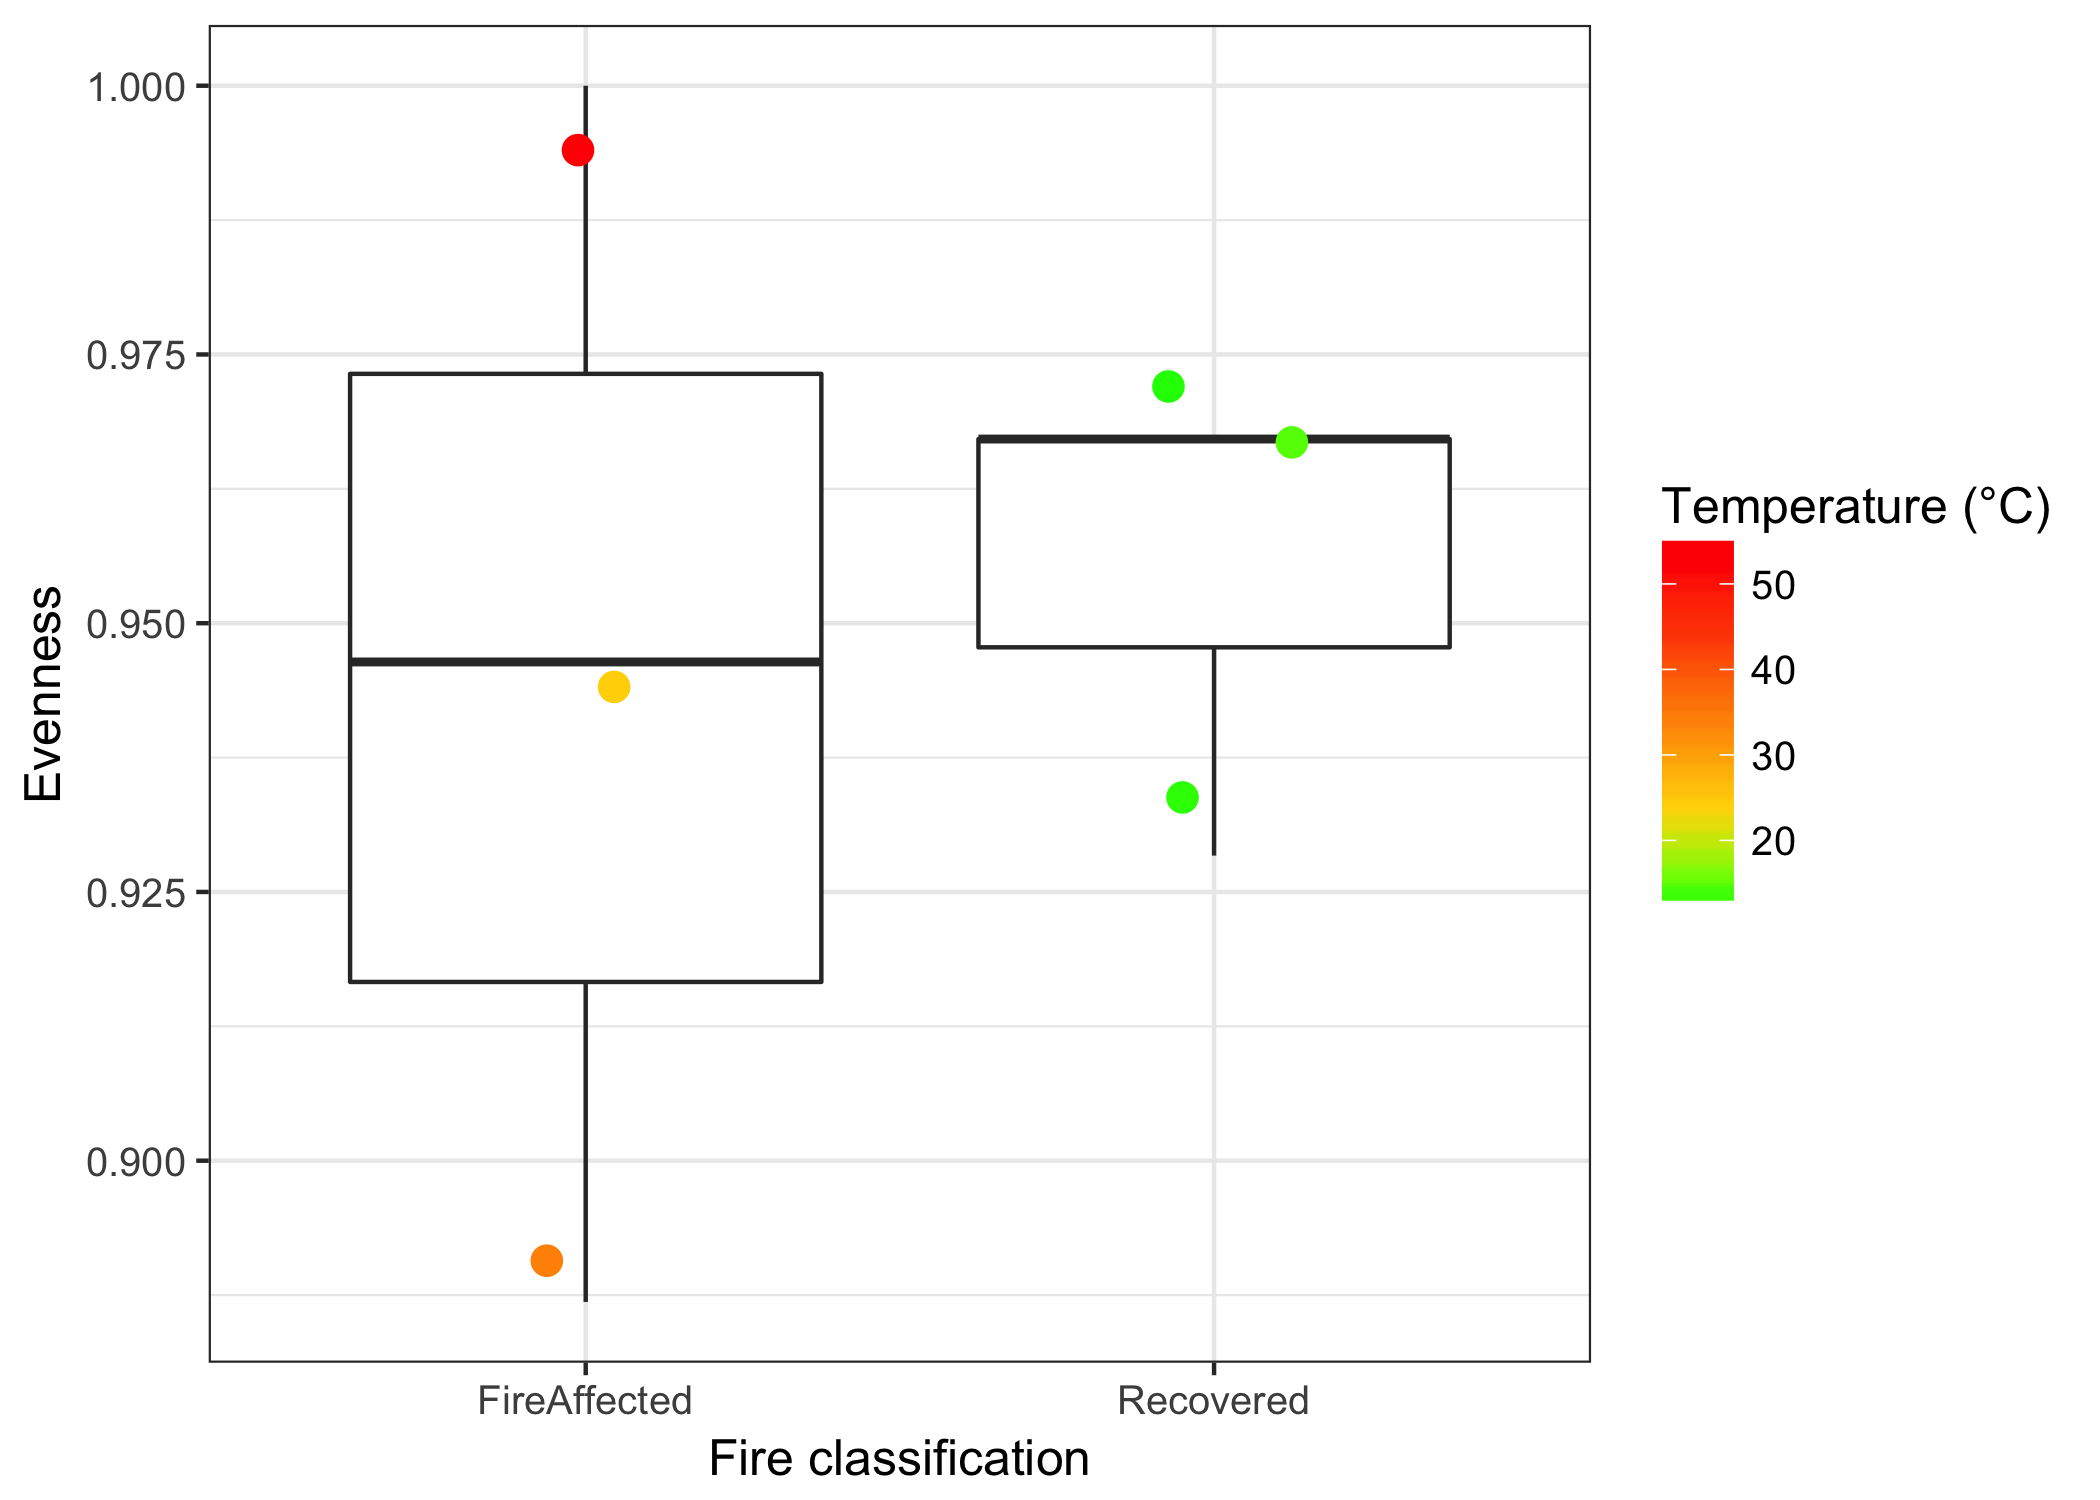 1.000
0.975
0.950
0.925
0.900
Evenness
FireAffected
Recovered
Fire classification
Temperature (°C)
50
40
30
20